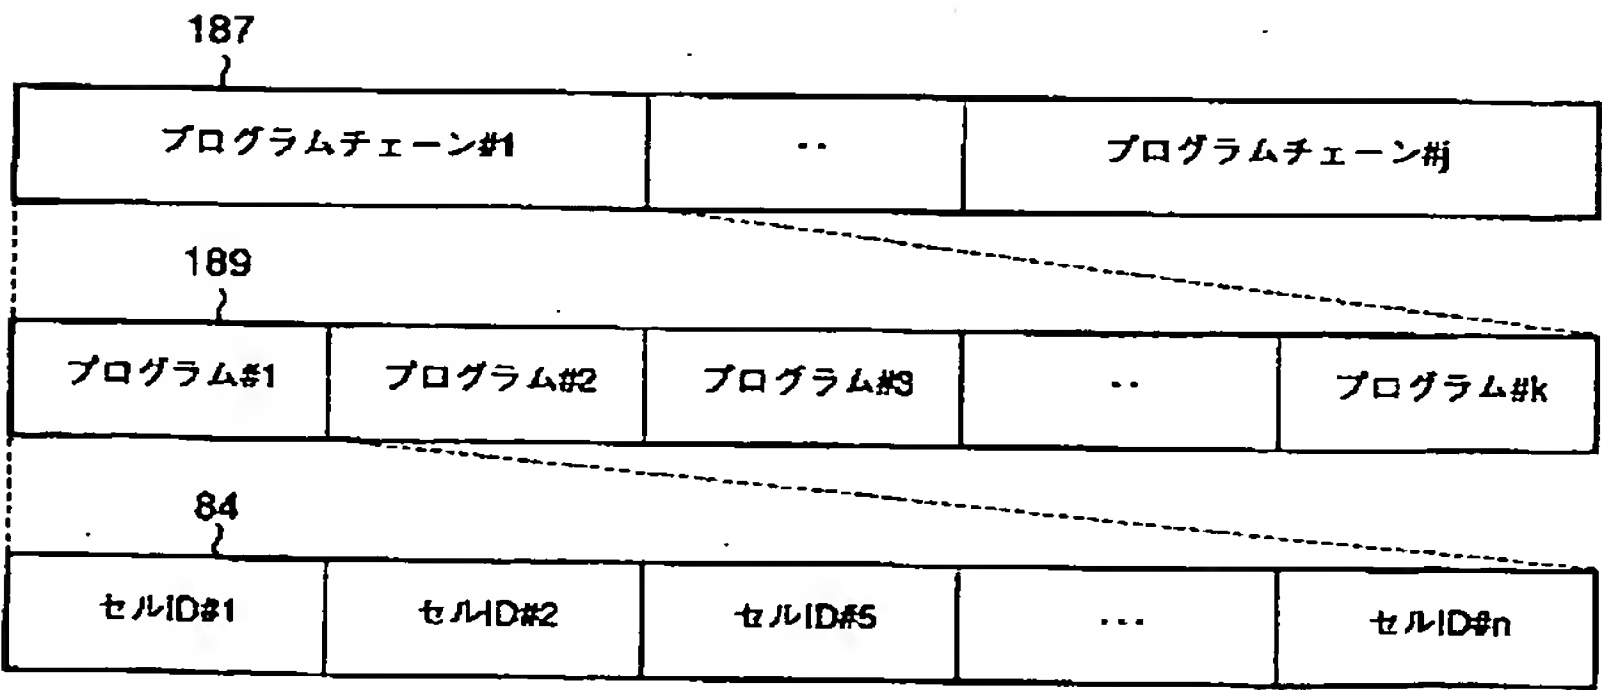 187
プログラムチェーン#1 ‥ プログラムチェーン#j
189
プログラム#1 プログラム#2 プログラム#3 ‥ プログラム#k
84
セルID#1 セルID#2 セルID#5 … セルID#n